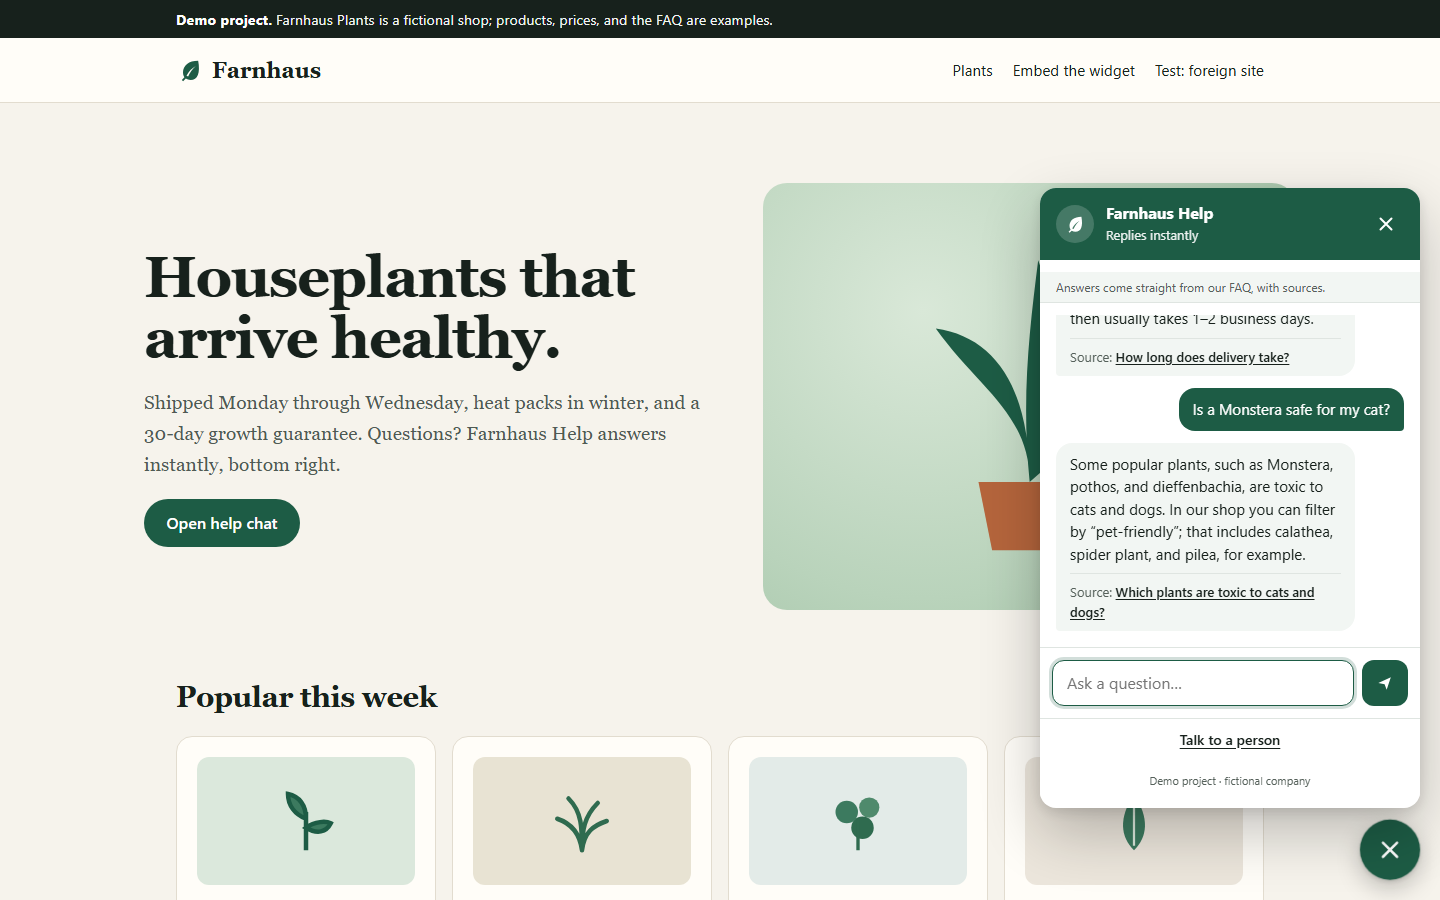 Demo project. Farnhaus Plants is a fictional shop; products, prices, and the FAQ are examples.
Farnhaus
Plants
Embed the widget
Test: foreign site
Houseplants that
arrive healthy.
Shipped Monday through Wednesday, heat packs in winter, and a
30-day growth guarantee. Questions? Farnhaus Help answers
instantly, bottom right.
Open help chat
Popular this week
Farnhaus Help
Replies instantly
Answers come straight from our FAQ, with sources.
then usually takes 1–2 business days.
Source: How long does delivery take?
Is a Monstera safe for my cat?
Some popular plants, such as Monstera,
pothos, and dieffenbachia, are toxic to
cats and dogs. In our shop you can filter
by “pet-friendly”; that includes calathea,
spider plant, and pilea, for example.
Source: Which plants are toxic to cats and
dogs?
Ask a question...
Talk to a person
Demo project · fictional company